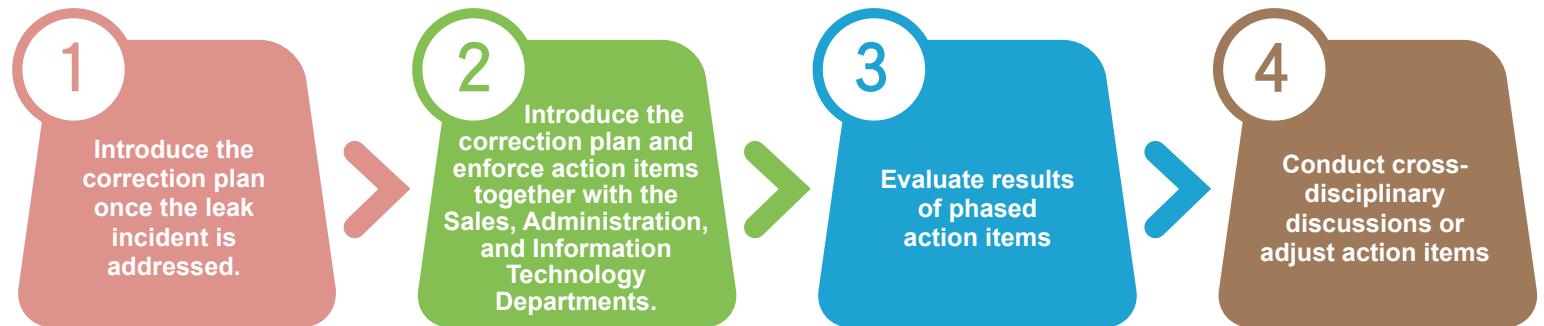 1
Introduce the
correction plan
once the leak
incident is
addressed.
2
Introduce the
correction plan and
enforce action items
together with the
Sales, Administration,
and Information
Technology
Departments.
3
Evaluate results
of phased
action items
4
Conduct cross-
disciplinary
discussions or
adjust action items